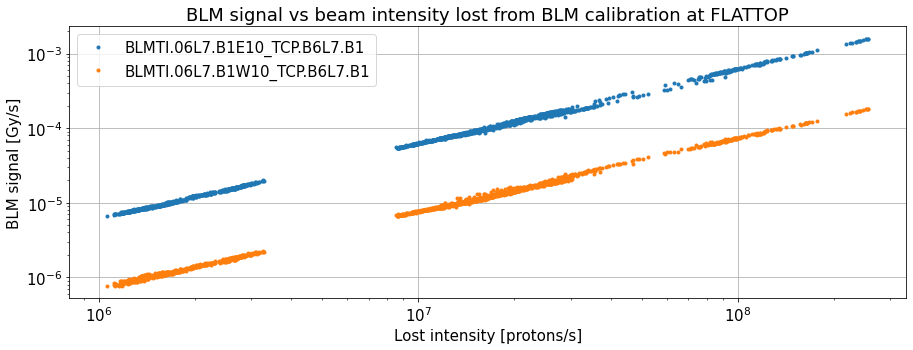 BLM signal vs beam intensity lost from BLM calibration at FLATTOP
BLMTI.06L7.B1E10_TCP.B6L7.B1
BLMTI.06L7.B1W10_TCP.B6L7.B1
BLM signal [Gy/s]
10⁻³
10⁻⁴
10⁻⁵
10⁻⁶
10⁶
10⁷
10⁸
Lost intensity [protons/s]